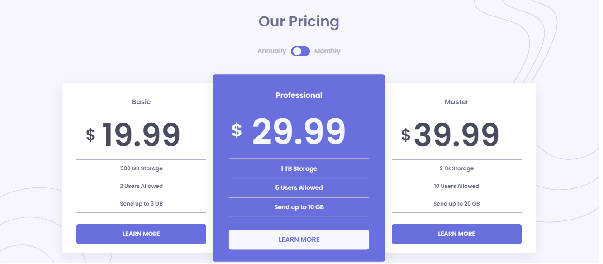 Our Pricing
Annually Monthly
Basic
$ 19.99
500 GB Storage
2 Users Allowed
Send up to 3 GB
LEARN MORE
Professional
$ 29.99
1 TB Storage
5 Users Allowed
Send up to 10 GB
LEARN MORE
Master
$ 39.99
2 TB Storage
10 Users Allowed
Send up to 20 GB
LEARN MORE